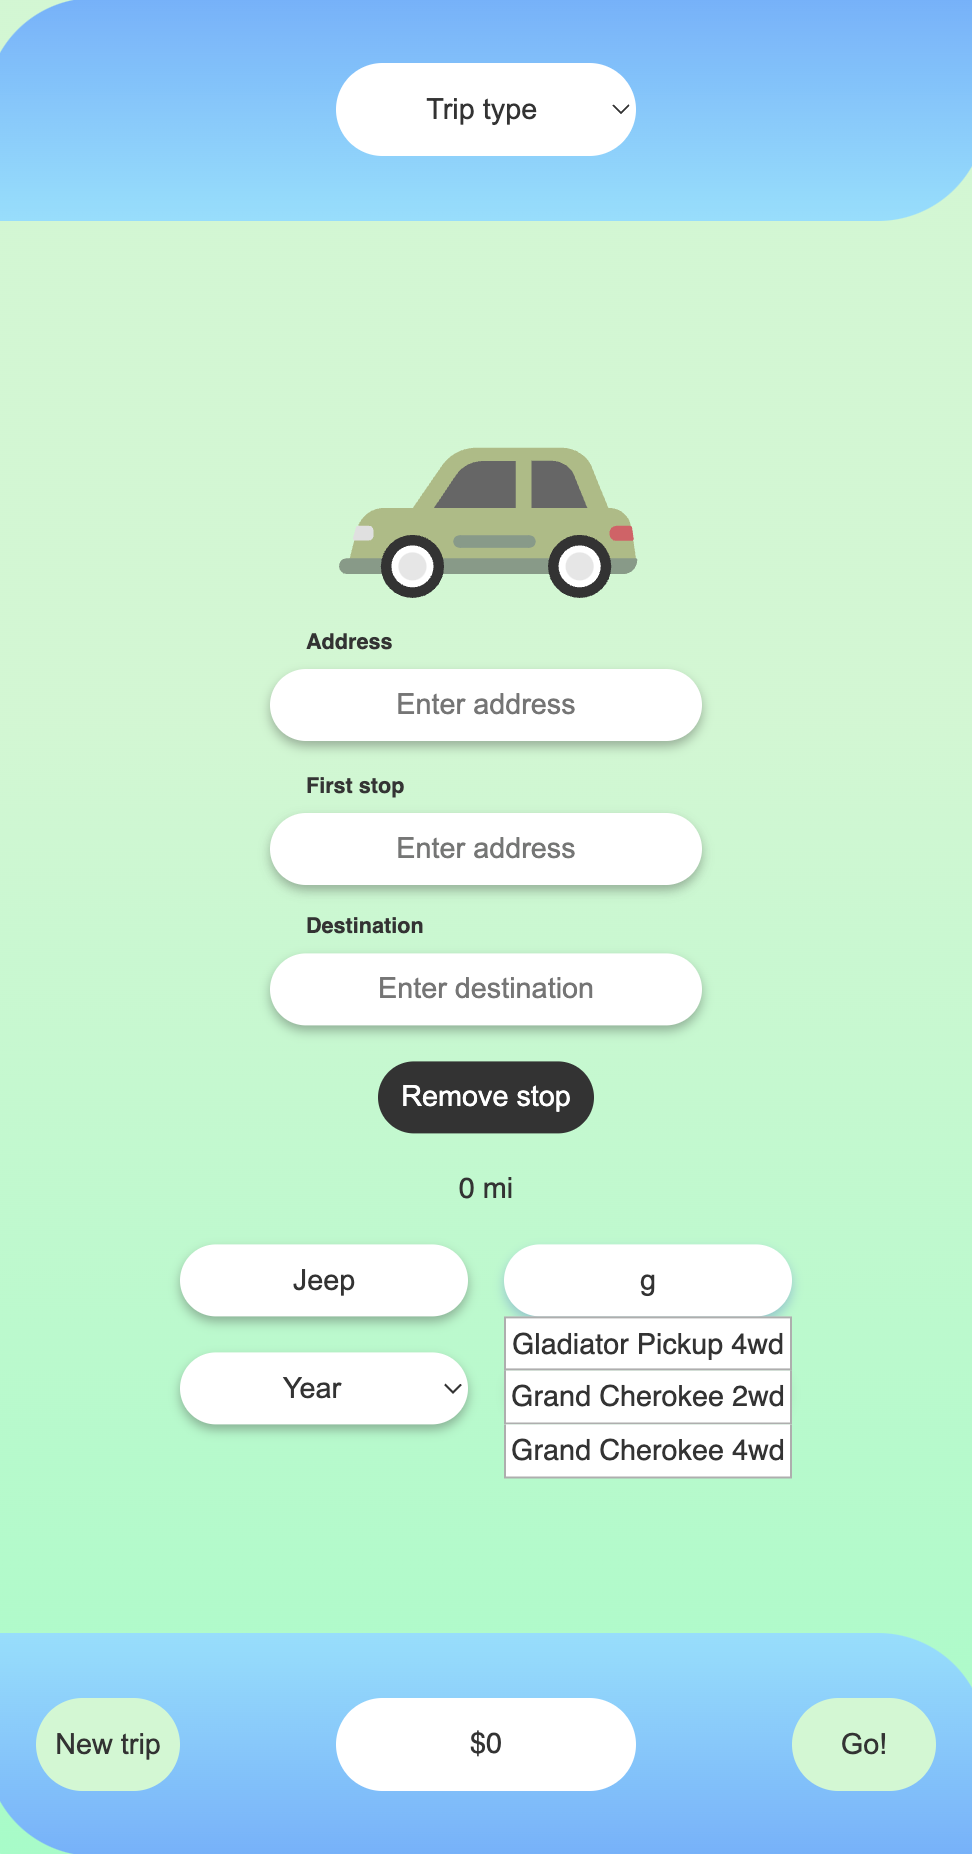 Trip type
Address
Enter address
First stop
Enter address
Destination
Enter destination
Remove stop
0 mi
Jeep
g
Year
Gladiator Pickup 4wd
Grand Cherokee 2wd
Grand Cherokee 4wd
New trip
$0
Go!